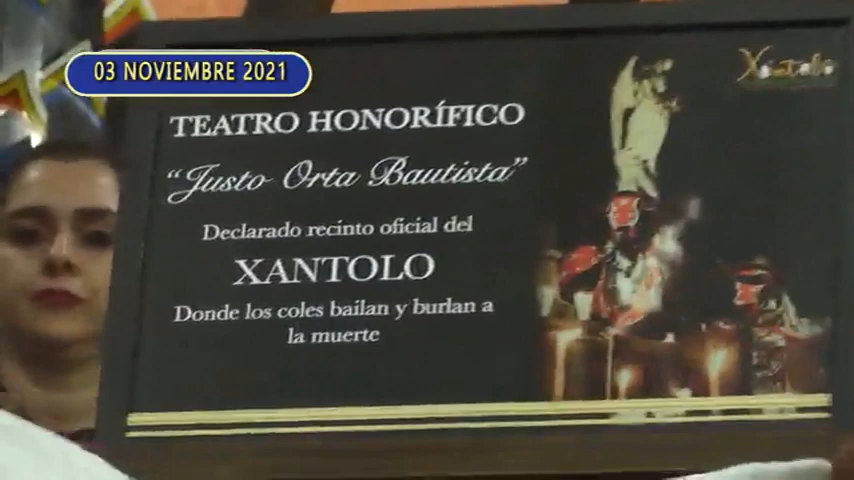 03 NOVIEMBRE 2021
Xantolo
TEATRO HONORÍFICO
“Justo Orta Bautista”
Declarado recinto oficial del
XANTOLO
Donde los coles bailan y burlan a
la muerte